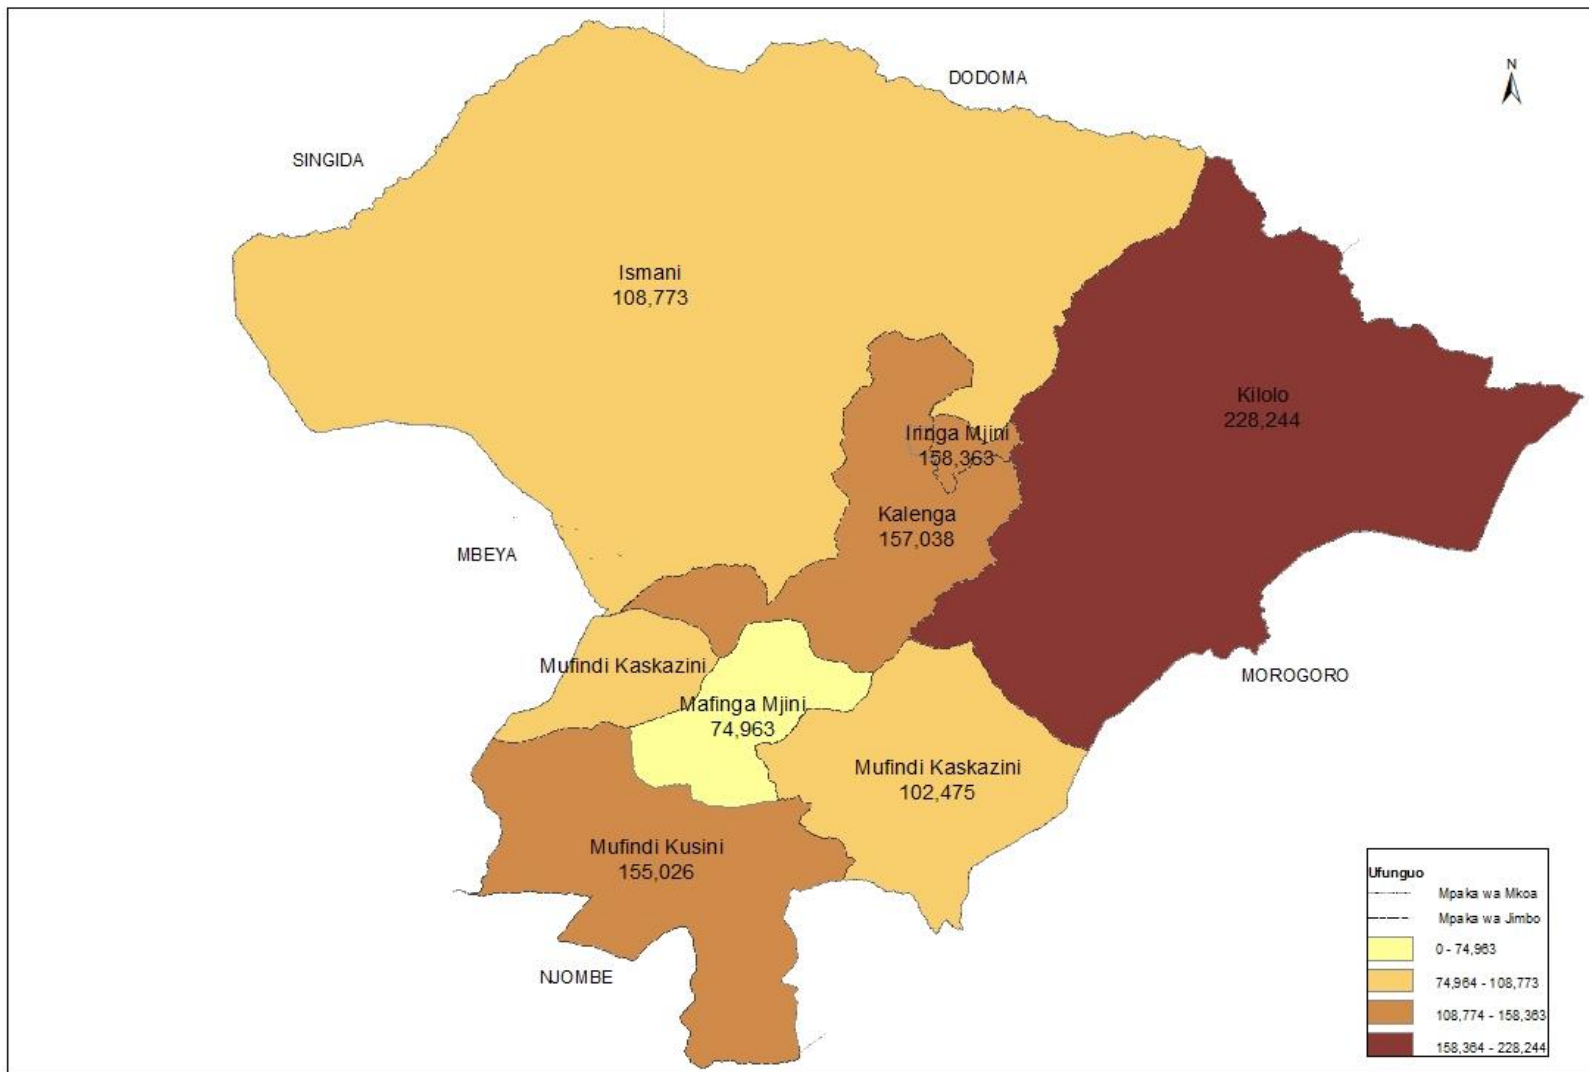 N
DODOMA
SINGIDA
Ismani
108,773
Kilolo
228,244
Iringa Mjini
158,363
Kalenga
157,038
MBEYA
Mufindi Kaskazini
MOROGORO
Mafinga Mjini
74,963
Mufindi Kaskazini
102,475
Mufindi Kusini
155,026
NJOMBE
Ufunguo
Mpaka wa Mkoa
Mpaka wa Jimbo
0 - 74,963
74,964 - 108,773
108,774 - 158,363
158,364 - 228,244